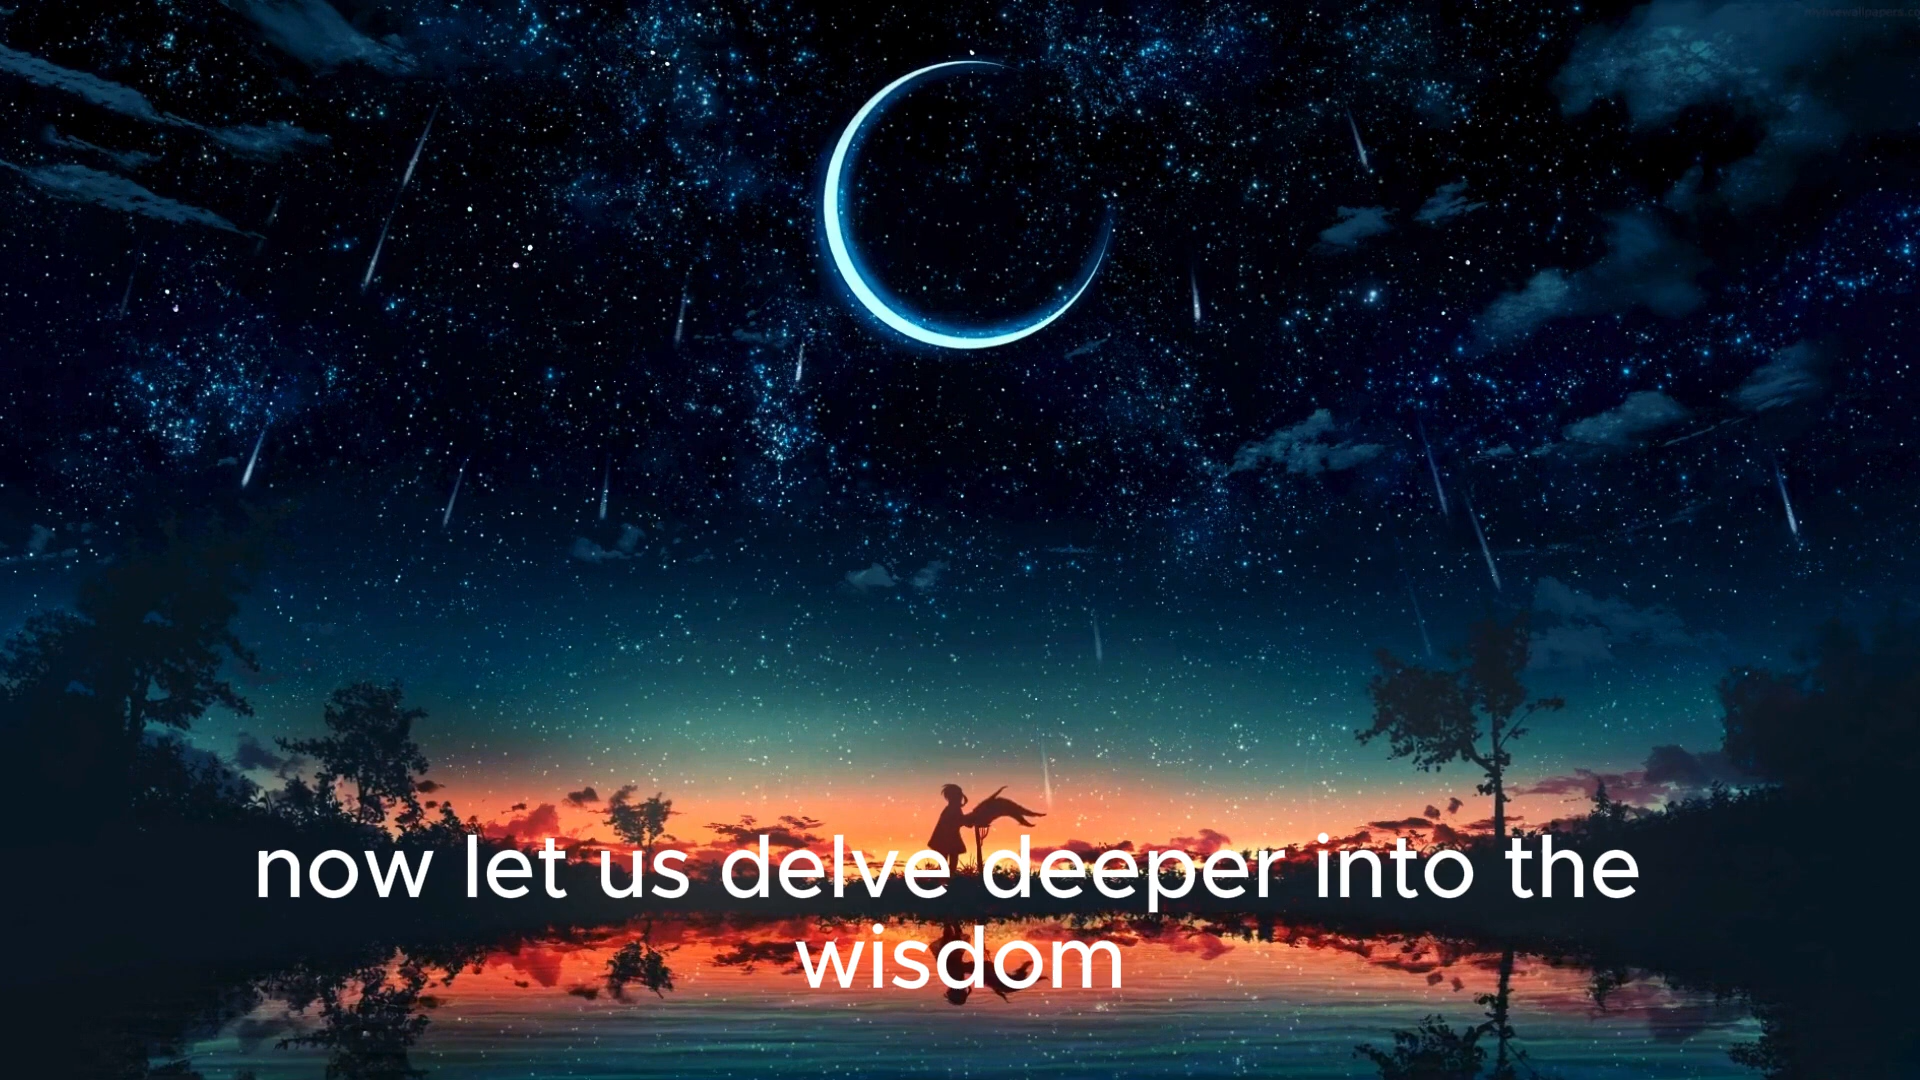 now let us delve deeper into the
wisdom